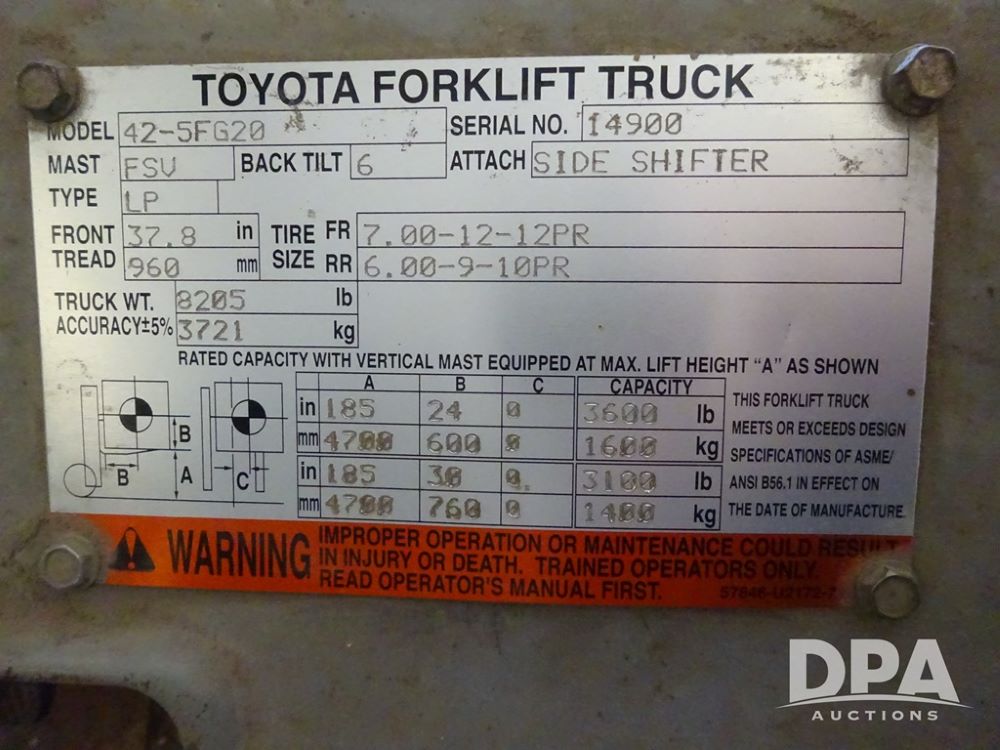 TOYOTA FORKLIFT TRUCK
MODEL 42-5FG20 SERIAL NO. 14900
MAST FSV BACK TILT 6 ATTACH SIDE SHIFTER
TYPE LP
FRONT TREAD 37.8 in TIRE SIZE FR 7.00-12-12PR
960 mm RR 6.00-9-10PR
TRUCK WT. 8205 lb
ACCURACY±5% 3721 kg
RATED CAPACITY WITH VERTICAL MAST EQUIPPED AT MAX. LIFT HEIGHT "A" AS SHOWN
A B C CAPACITY
in 185 24 0 3600 lb
mm 4700 600 0 1600 kg
in 185 30 0. 3100 lb
mm 4700 760 0 1400 kg
B B A C
THIS FORKLIFT TRUCK
MEETS OR EXCEEDS DESIGN
SPECIFICATIONS OF ASME/
ANSI B56.1 IN EFFECT ON
THE DATE OF MANUFACTURE.
WARNING
IMPROPER OPERATION OR MAINTENANCE COULD RESULT
IN INJURY OR DEATH. TRAINED OPERATORS ONLY.
READ OPERATOR'S MANUAL FIRST.
DPA
AUCTIONS